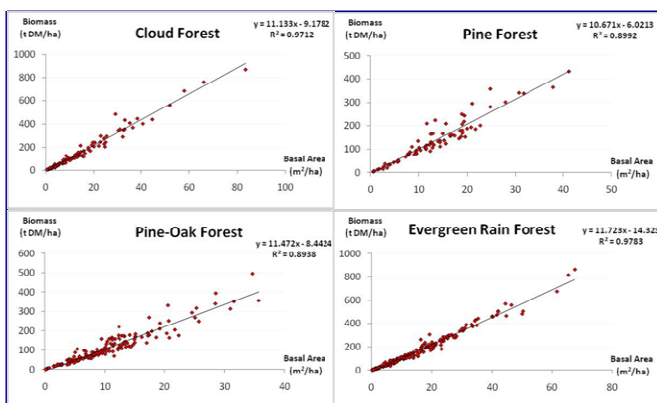 Biomass
(t DM/ha)
Cloud Forest
y = 11.133x - 9.1782
R² = 0.9712
1000
800
600
400
200
0
Basal Area
(m²/ha)
0 20 40 60 80 100
Biomass
(t DM/ha)
Pine Forest
y = 10.671x - 6.0213
R² = 0.8992
500
400
300
200
100
0
Basal Area
(m²/ha)
0 10 20 30 40 50
Biomass
(t DM/ha)
Pine-Oak Forest
y = 11.472x - 8.4424
R² = 0.8938
600
500
400
300
200
100
0
Basal Area
(m²/ha)
0 10 20 30 40
Biomass
(t DM/ha)
Evergreen Rain Forest
y = 11.723x - 14.323
R² = 0.9783
1000
800
600
400
200
0
Basal Area
(m²/ha)
0 20 40 60 80